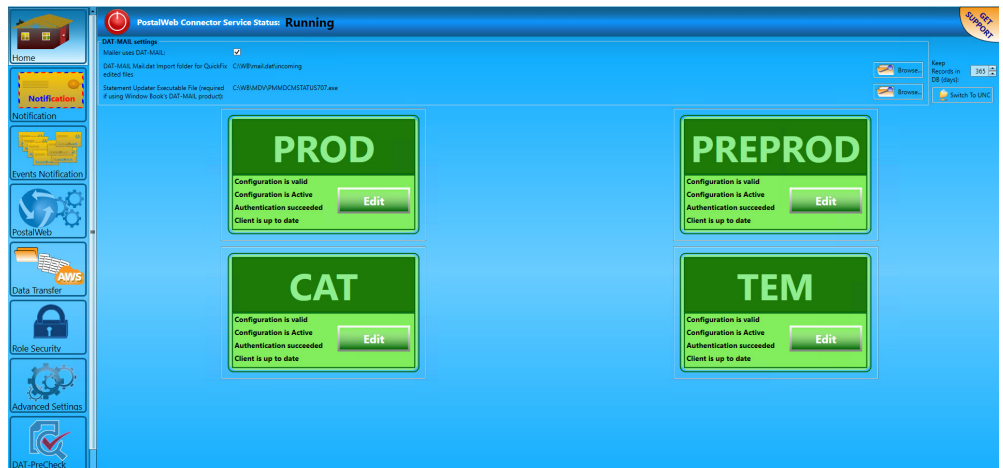 PostalWeb Connector Service Status: Running
GET
SUPPORT
DAT-MAIL settings
Mailer uses DAT-MAIL:
DAT-MAIL Mail.dat Import folder for QuickFix
edited files
C:\WB\mail.dat\incoming
Browse...
Statement Updater Executable File (required
if using Window Book's DAT-MAIL product):
C:\WB\MDV\PMMDCMSTATUS707.exe
Browse...
Keep
Records in
DB (days):
365
Switch To UNC
Home
Notification
Notification
Events Notification
PostalWeb
AWS
Data Transfer
Role Security
Advanced Settings
DAT-PreCheck
PROD
Configuration is valid
Configuration is Active
Authentication succeeded
Client is up to date
Edit
PREPROD
Configuration is valid
Configuration is Active
Authentication succeeded
Client is up to date
Edit
CAT
Configuration is valid
Configuration is Active
Authentication succeeded
Client is up to date
Edit
TEM
Configuration is valid
Configuration is Active
Authentication succeeded
Client is up to date
Edit